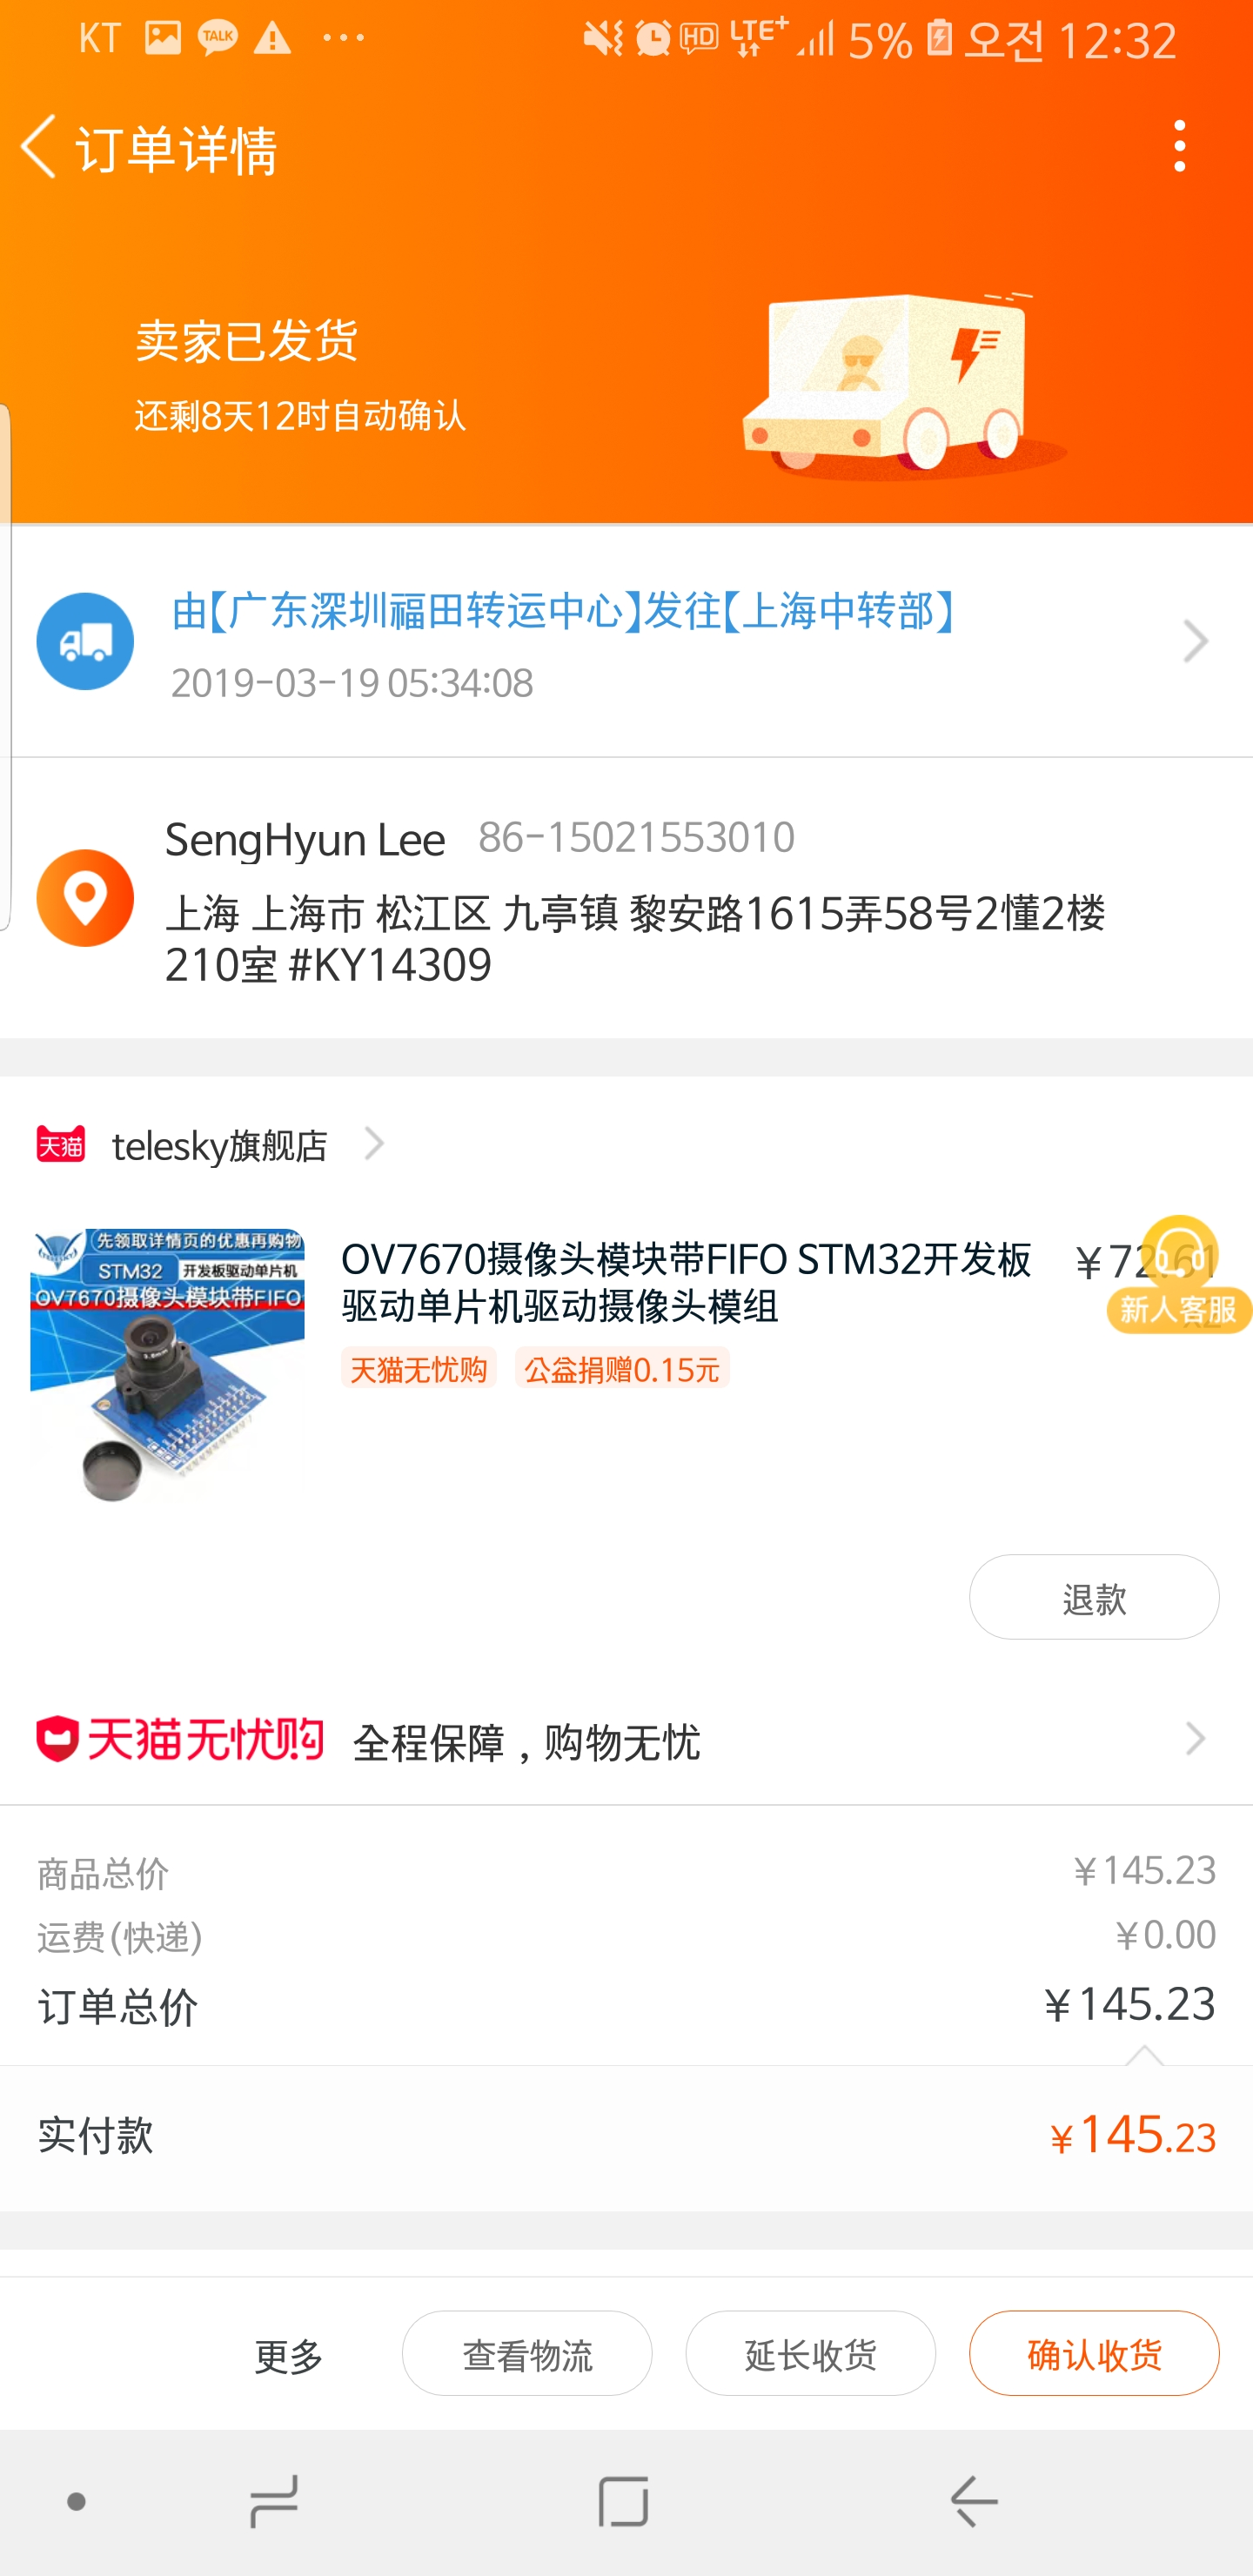 KT TALK HD LTE+ 5% 오전 12:32
订单详情
卖家已发货
还剩8天12时自动确认
由【广东深圳福田转运中心】发往【上海中转部】
2019-03-19 05:34:08
SengHyun Lee 86-15021553010
上海 上海市 松江区 九亭镇 黎安路1615弄58号2懂2楼
210室 #KY14309
天猫 telesky旗舰店
先领取详情页的优惠再购物
STM32 开发板驱动单片机
OV7670摄像头模块带FIFO
OV7670摄像头模块带FIFO STM32开发板 ¥72.61
驱动单片机驱动摄像头模组
新人客服
天猫无忧购 公益捐赠0.15元
退款
天猫无忧购 全程保障，购物无忧
商品总价 ¥145.23
运费(快递) ¥0.00
订单总价 ¥145.23
实付款 ¥145.23
更多 查看物流 延长收货 确认收货